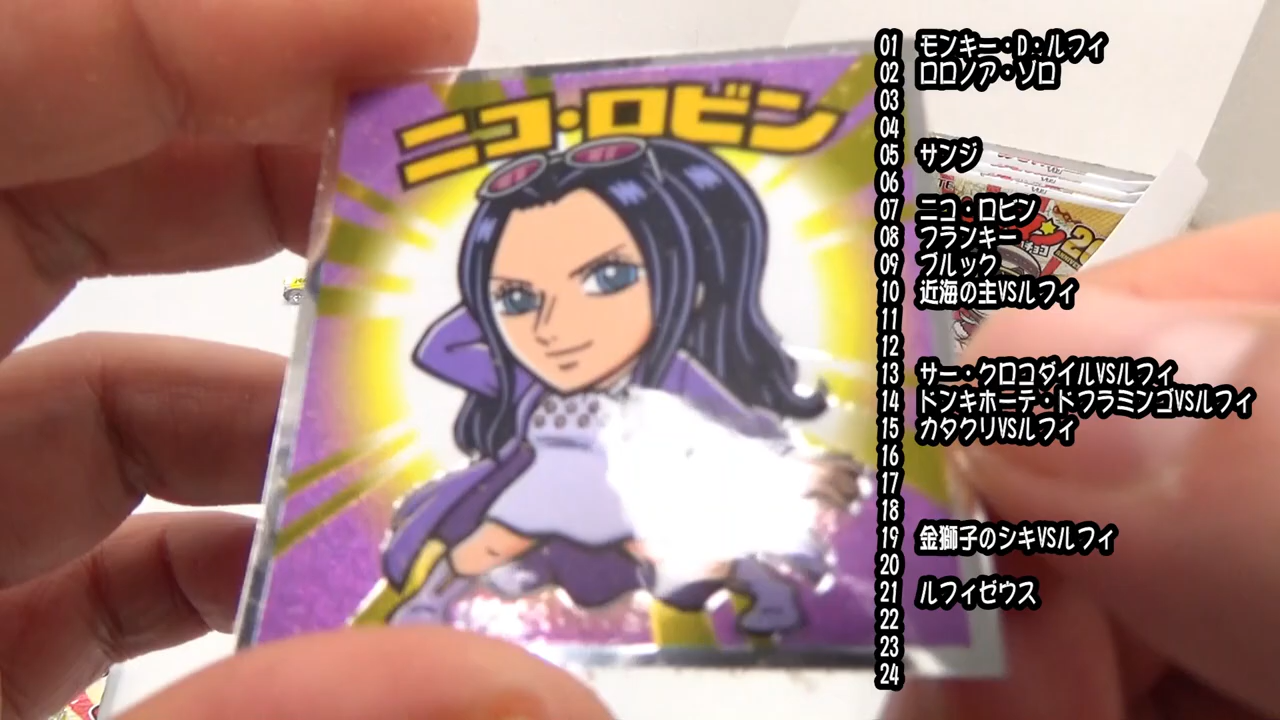 ニコ・ロビン
01 モンキー・D・ルフィ
02 ロロノア・ゾロ
03
04
05 サンジ
06
07 ニコ・ロビン
08 フランキー
09 ブルック
10 近海の主VSルフィ
11
12
13 サー・クロコダイルVSルフィ
14 ドンキホーテ・ドフラミンゴVSルフィ
15 カタクリVSルフィ
16
17
18
19 金獅子のシキVSルフィ
20
21 ルフィゼウス
22
23
24